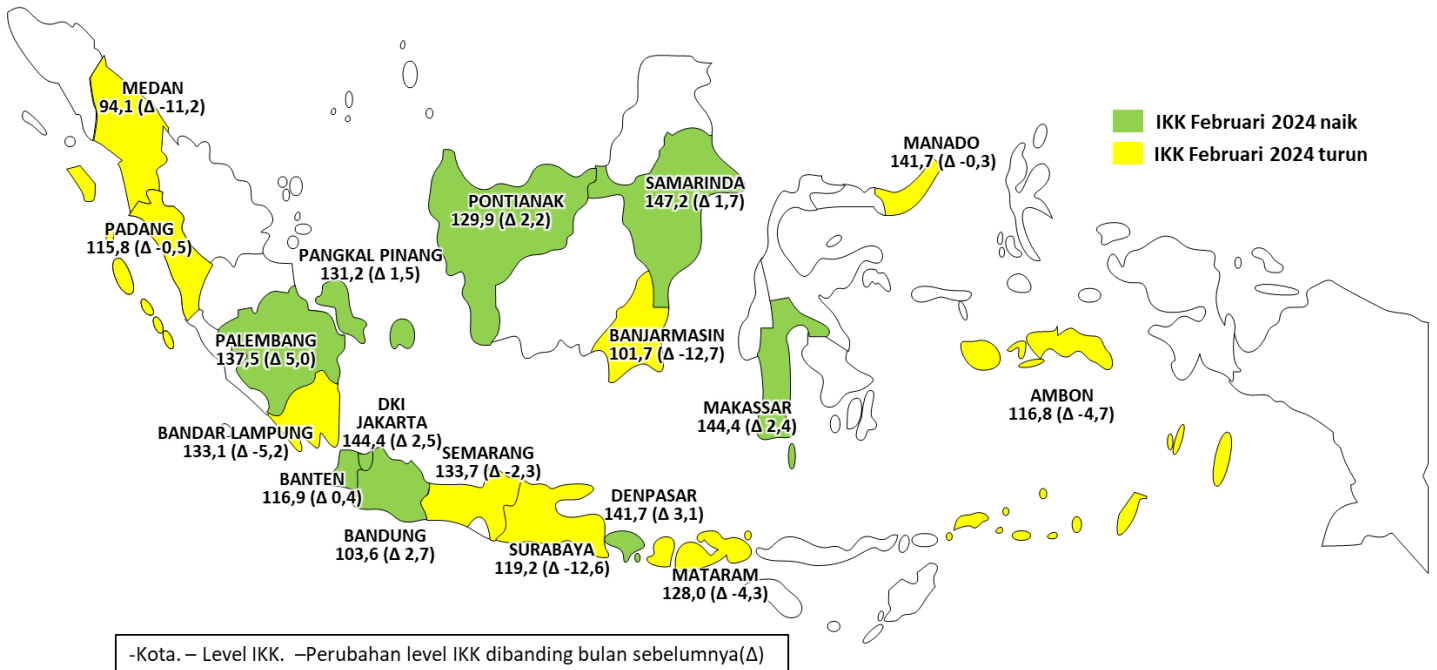 MEDAN
94,1 (Δ -11,2)
PADANG
115,8 (Δ -0,5)
PANGKAL PINANG
131,2 (Δ 1,5)
PALEMBANG
137,5 (Δ 5,0)
BANDAR LAMPUNG
133,1 (Δ -5,2)
DKI
JAKARTA
144,4 (Δ 2,5)
BANTEN
116,9 (Δ 0,4)
BANDUNG
103,6 (Δ 2,7)
SEMARANG
133,7 (Δ -2,3)
SURABAYA
119,2 (Δ -12,6)
DENPASAR
141,7 (Δ 3,1)
MATARAM
128,0 (Δ -4,3)
PONTIANAK
129,9 (Δ 2,2)
SAMARINDA
147,2 (Δ 1,7)
BANJARMASIN
101,7 (Δ -12,7)
MAKASSAR
144,4 (Δ 2,4)
MANADO
141,7 (Δ -0,3)
AMBON
116,8 (Δ -4,7)
IKK Februari 2024 naik
IKK Februari 2024 turun
-Kota. – Level IKK. –Perubahan level IKK dibanding bulan sebelumnya(Δ)